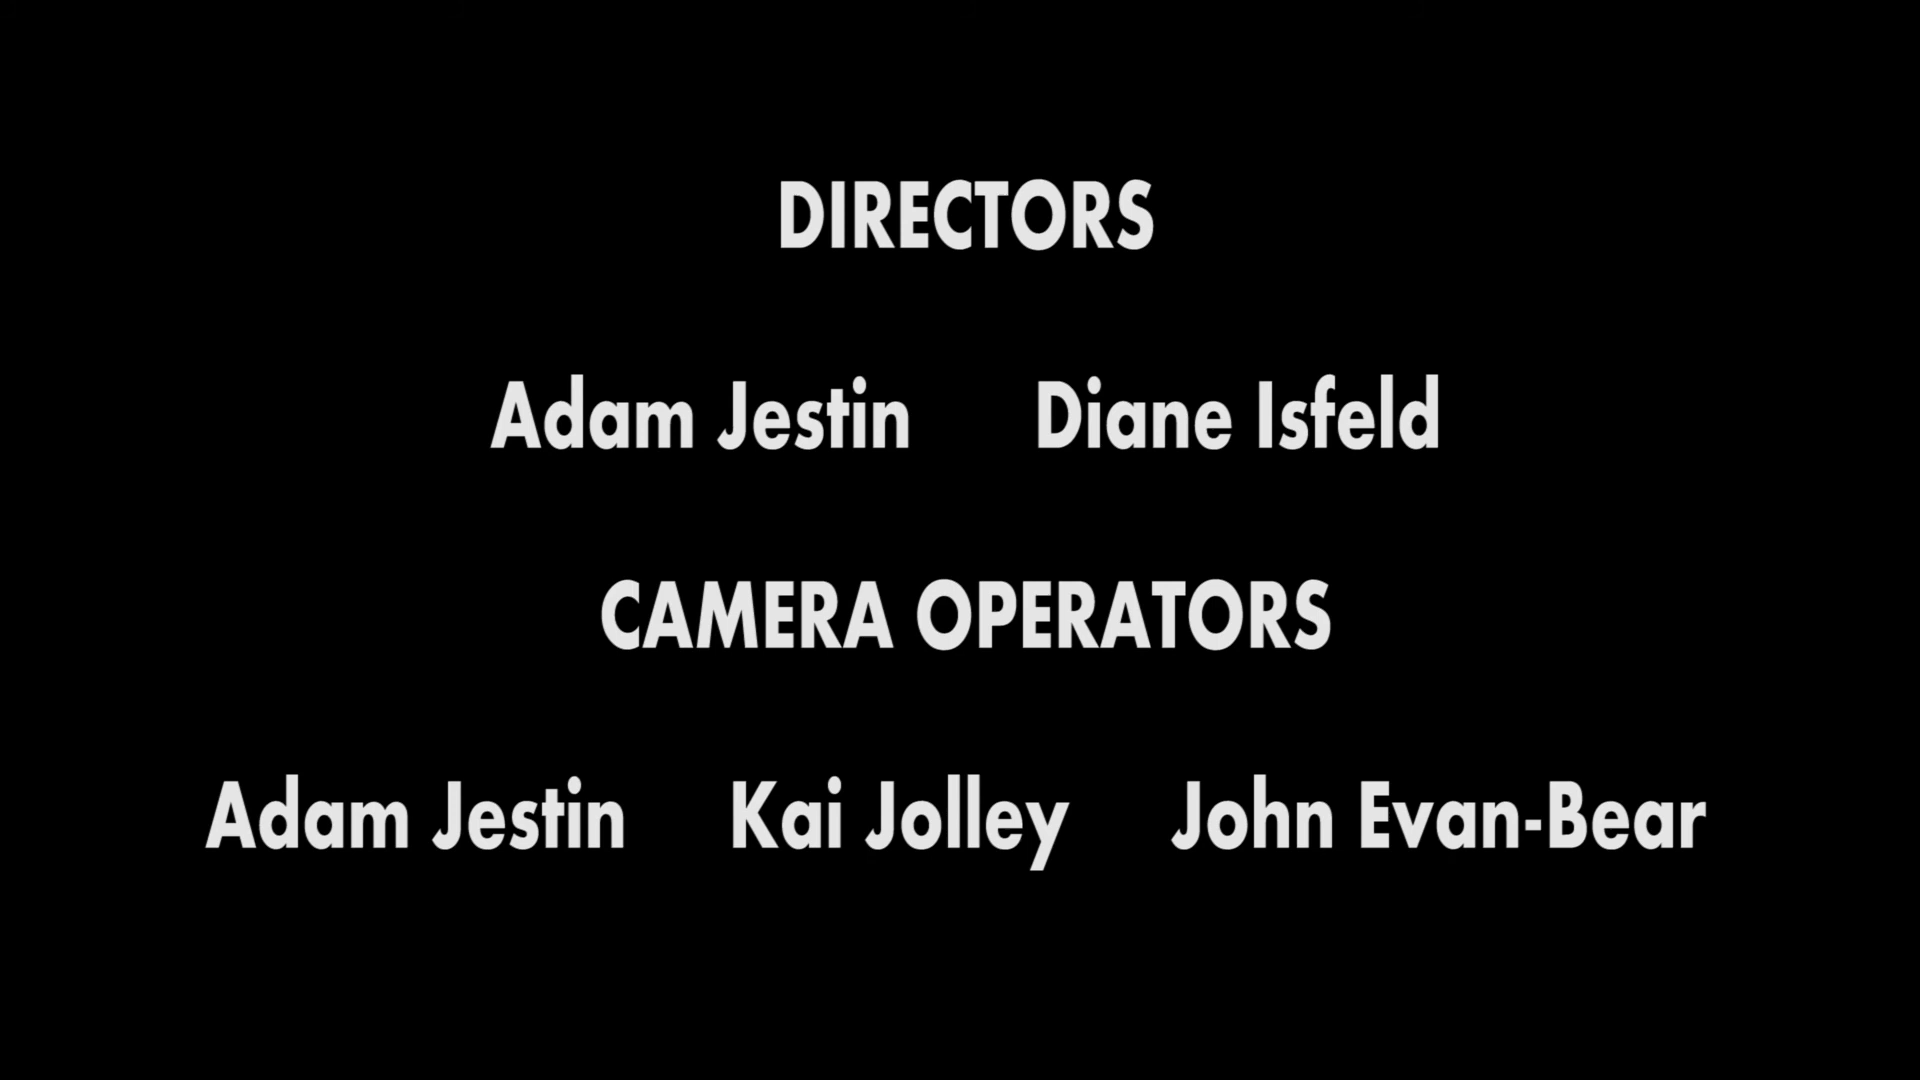 DIRECTORS
Adam Jestin Diane Isfeld
CAMERA OPERATORS
Adam Jestin Kai Jolley John Evan-Bear